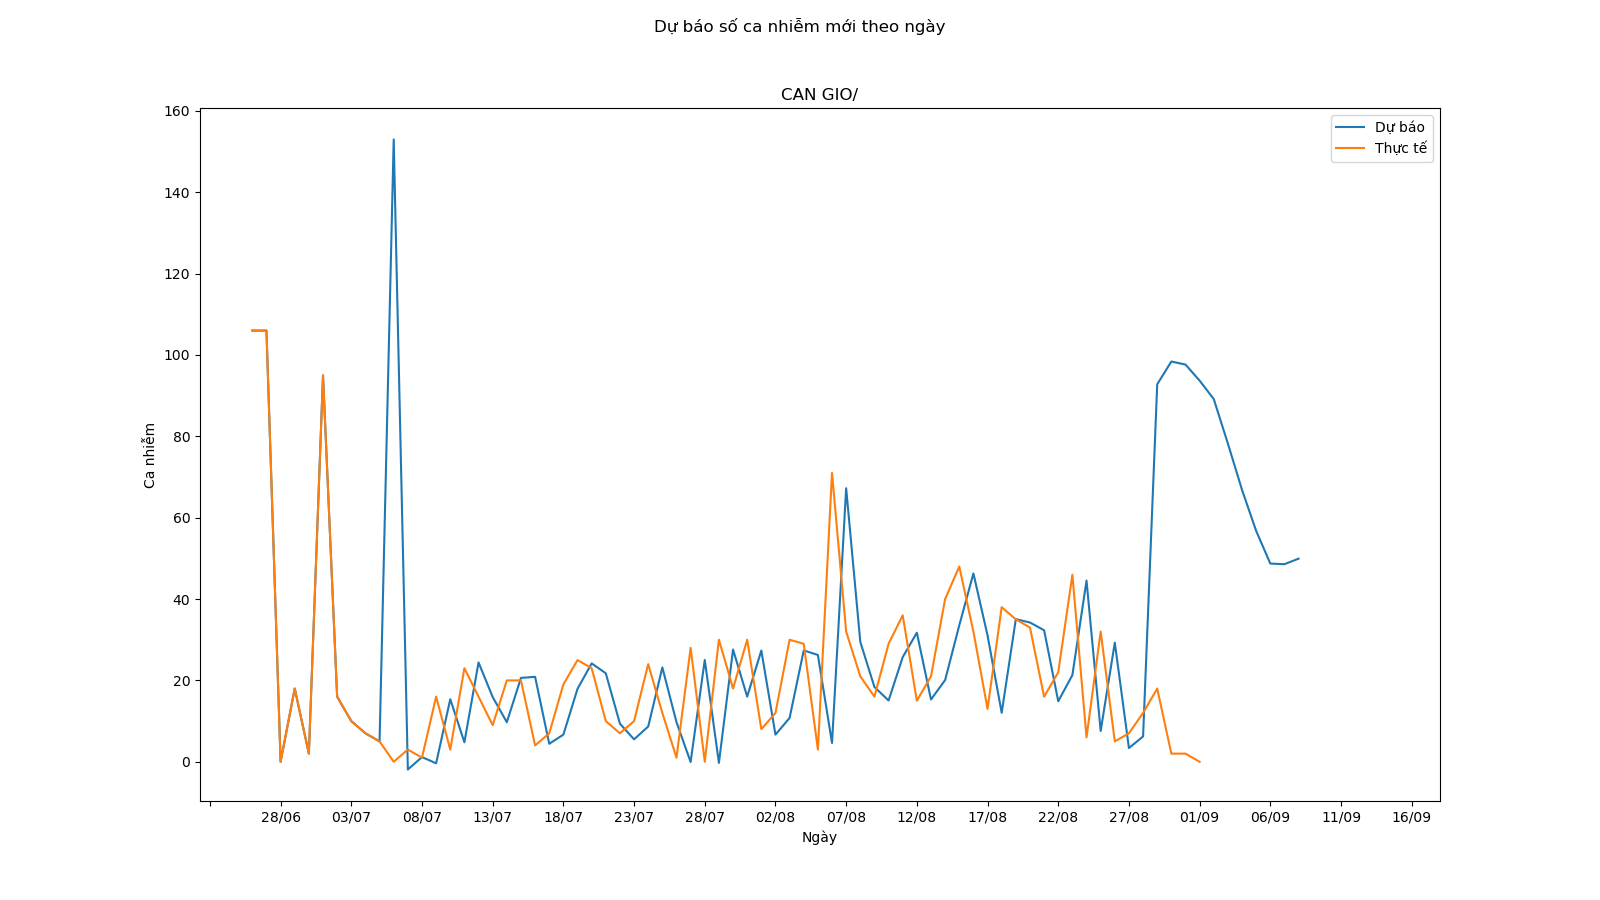 Dự báo số ca nhiễm mới theo ngày
CAN GIO/
160
140
120
100
80
60
40
20
0
Ca nhiễm
Dự báo
Thực tế
28/06 03/07 08/07 13/07 18/07 23/07 28/07 02/08 07/08 12/08 17/08 22/08 27/08 01/09 06/09 11/09 16/09
Ngày